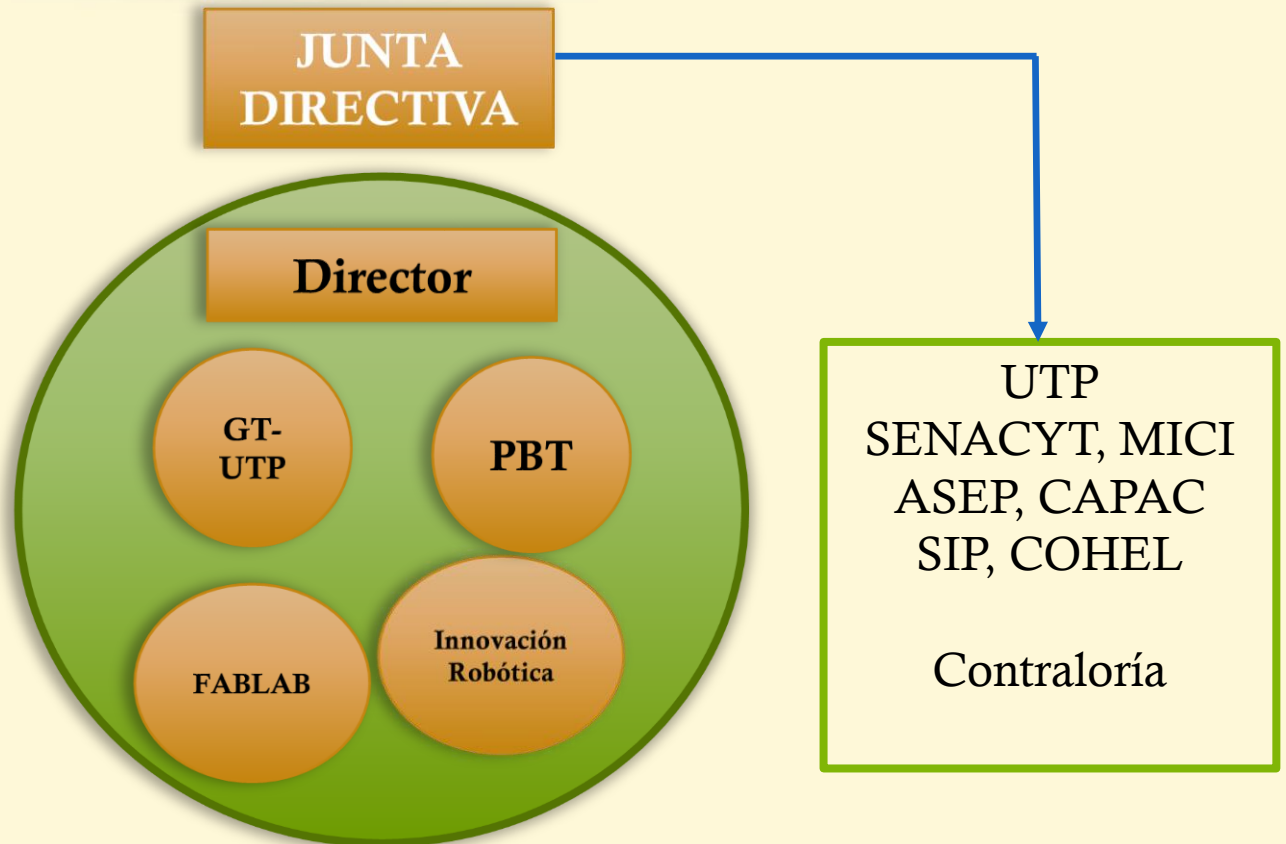 JUNTA
DIRECTIVA
Director
GT-
UTP
PBT
FABLAB
Innovación
Robótica
UTP
SENACYT, MICI
ASEP, CAPAC
SIP, COHEL
Contraloría